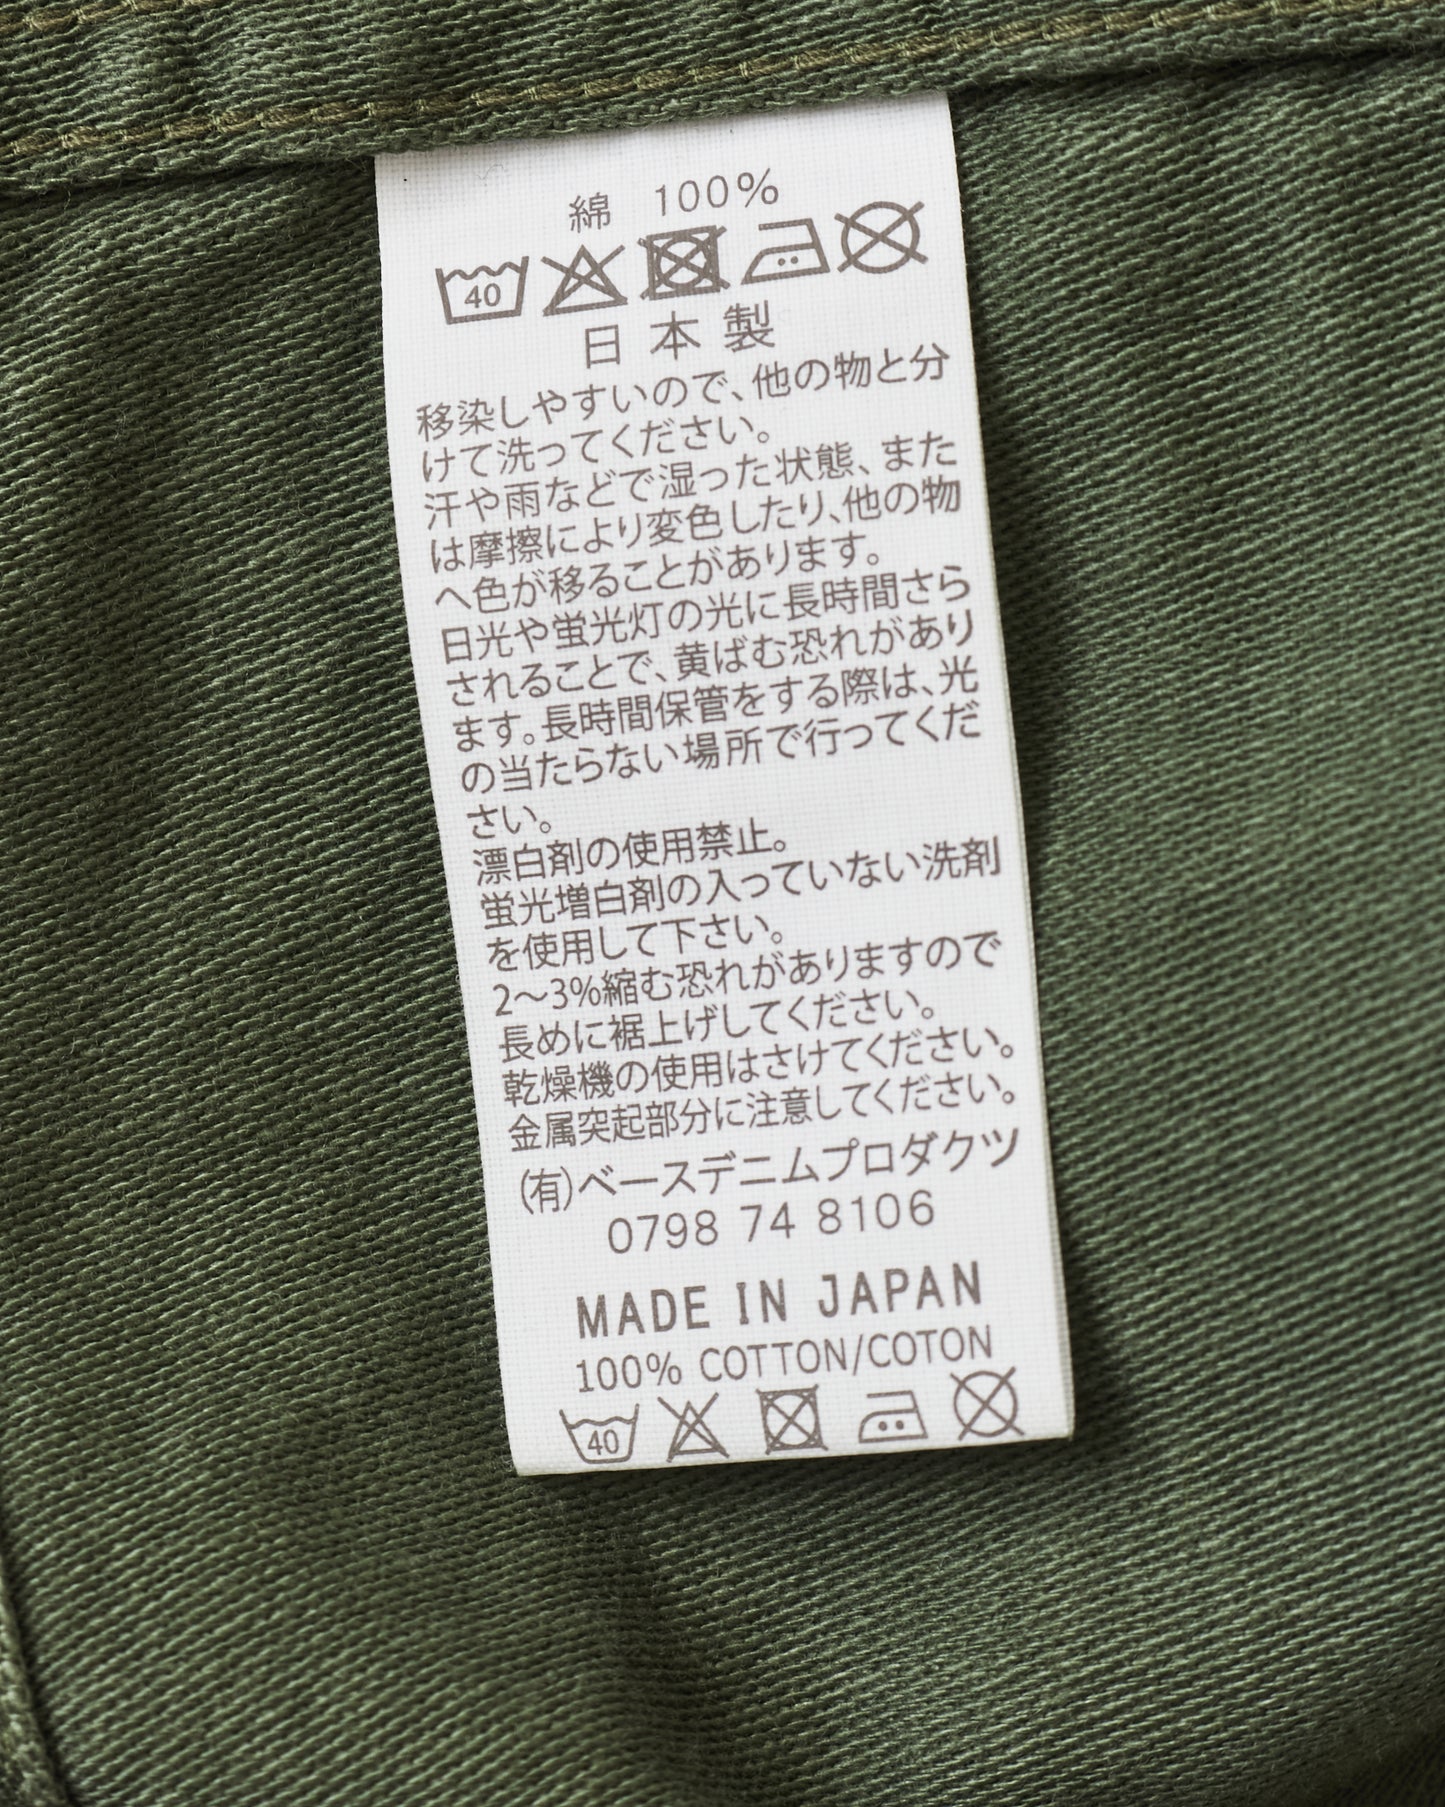 綿 100%
40
日本製
移染しやすいので、他の物と分
けて洗ってください。
汗や雨などで湿った状態、また
は摩擦により変色したり、他の物
へ色が移ることがあります。
日光や蛍光灯の光に長時間さら
されることで、黄ばむ恐れがあり
ます。長時間保管をする際は、光
の当たらない場所で行ってくだ
さい。
漂白剤の使用禁止。
蛍光増白剤の入っていない洗剤
を使用して下さい。
2〜3%縮む恐れがありますので
長めに裾上げしてください。
乾燥機の使用はさけてください。
金属突起部分に注意してください。
(有)ベースデニムプロダクツ
0798 74 8106
MADE IN JAPAN
100% COTTON/COTON
40